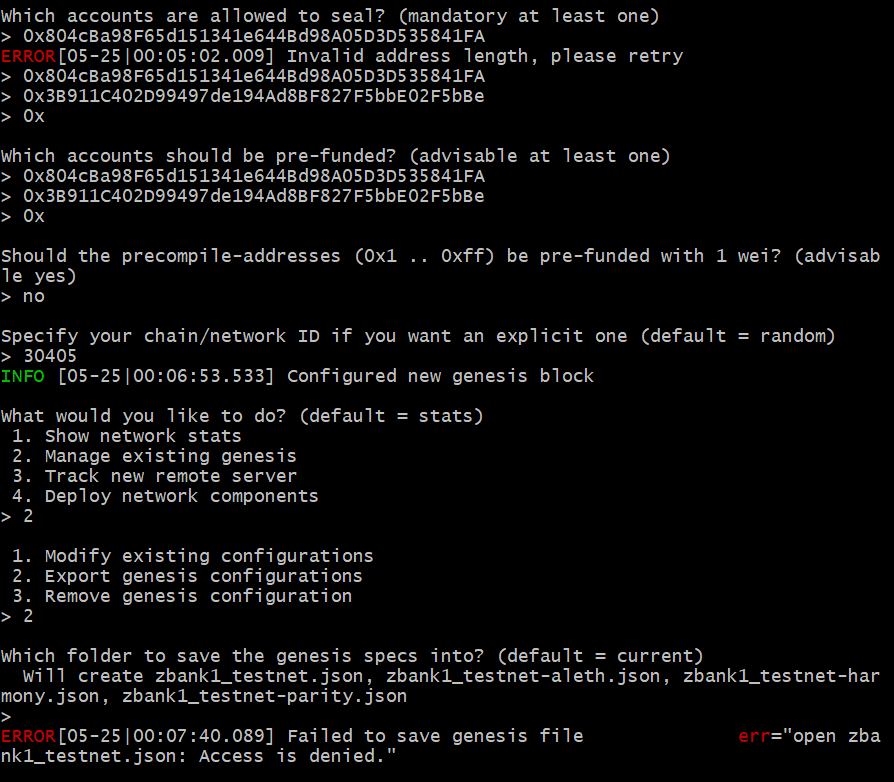 Which accounts are allowed to seal? (mandatory at least one)
> 0x804cBa98F65d151341e644Bd98A05D3D535841FA
ERROR[05-25|00:05:02.009] Invalid address length, please retry
> 0x804cBa98F65d151341e644Bd98A05D3D535841FA
> 0x3B911C402D99497de194Ad8BF827F5bbE02F5bBe
> 0x
Which accounts should be pre-funded? (advisable at least one)
> 0x804cBa98F65d151341e644Bd98A05D3D535841FA
> 0x3B911C402D99497de194Ad8BF827F5bbE02F5bBe
> 0x
Should the precompile-addresses (0x1 .. 0xff) be pre-funded with 1 wei? (advisab
le yes)
> no
Specify your chain/network ID if you want an explicit one (default = random)
> 30405
INFO [05-25|00:06:53.533] Configured new genesis block
What would you like to do? (default = stats)
1. Show network stats
2. Manage existing genesis
3. Track new remote server
4. Deploy network components
> 2
1. Modify existing configurations
2. Export genesis configurations
3. Remove genesis configuration
> 2
Which folder to save the genesis specs into? (default = current)
Will create zbank1_testnet.json, zbank1_testnet-aleth.json, zbank1_testnet-har
mony.json, zbank1_testnet-parity.json
>
ERROR[05-25|00:07:40.089] Failed to save genesis file err="open zba
nk1_testnet.json: Access is denied."